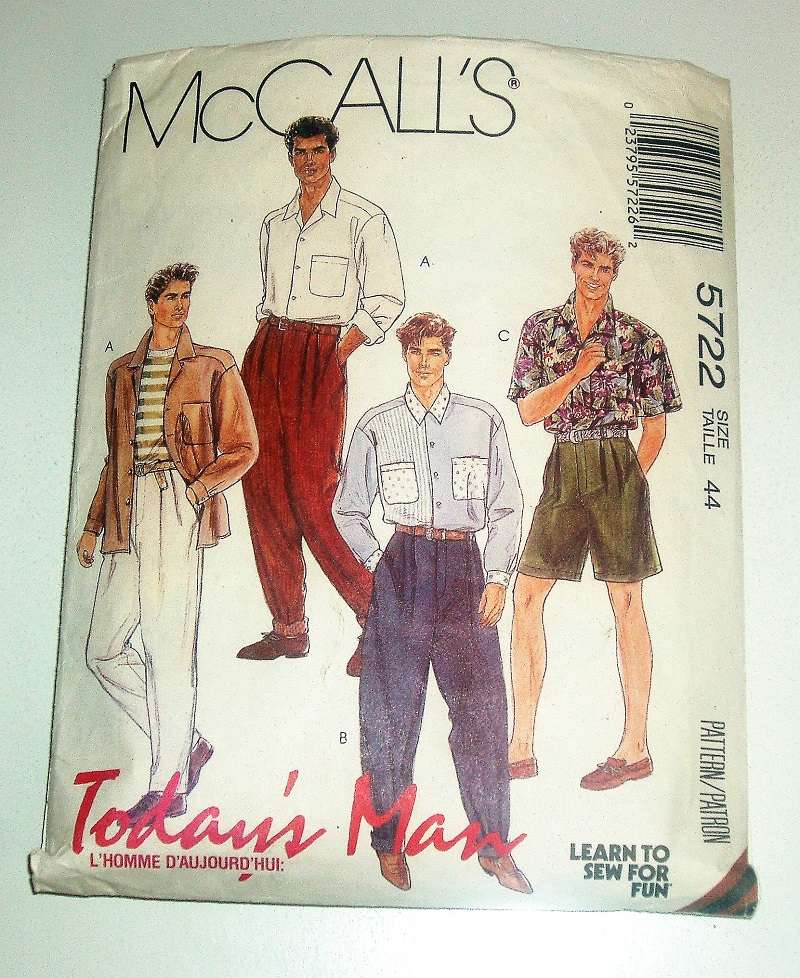 McCALL'S®
0 23795 57226 2
5722
SIZE
TAILLE 44
A
A
C
B
PATTERN/PATRON
Today's Man
L'HOMME D'AUJOURD'HUI:
LEARN TO
SEW FOR
FUN